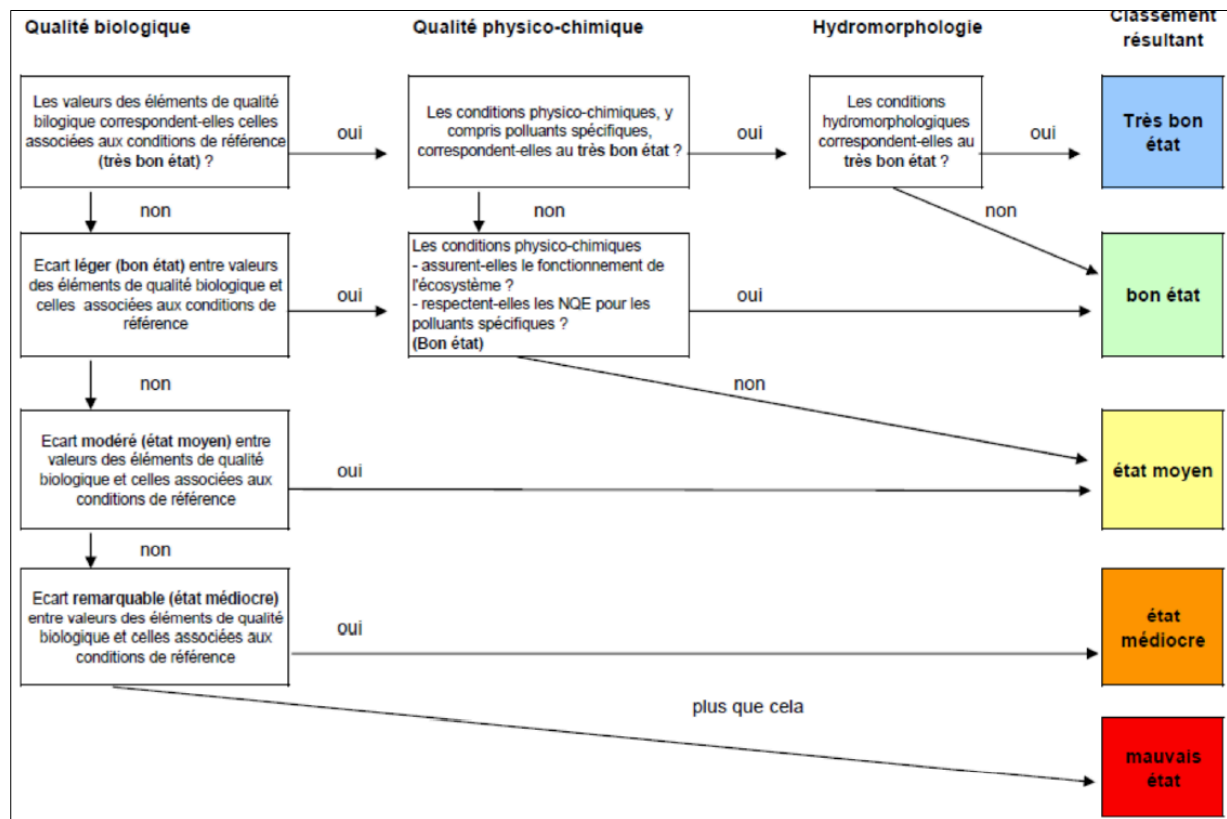 Qualité biologique
Qualité physico-chimique
Hydromorphologie
Classement
résultant
Les valeurs des éléments de qualité
bilogique correspondent-elles celles
associées aux conditions de référence
(très bon état) ?
oui
Les conditions physico-chimiques, y
compris polluants spécifiques,
correspondent-elles au très bon état ?
oui
Les conditions
hydromorphologiques
correspondent-elles au
très bon état ?
oui
Très bon
état
non
non
non
Ecart léger (bon état) entre valeurs
des éléments de qualité biologique et
celles associées aux conditions de
référence
oui
Les conditions physico-chimiques
- assurent-elles le fonctionnement de
l'écosystème ?
- respectent-elles les NQE pour les
polluants spécifiques ?
(Bon état)
oui
bon état
non
non
Ecart modéré (état moyen) entre
valeurs des éléments de qualité
biologique et celles associées aux
conditions de référence
oui
état moyen
non
Ecart remarquable (état médiocre)
entre valeurs des éléments de qualité
biologique et celles associées aux
conditions de référence
oui
état
médiocre
plus que cela
mauvais
état